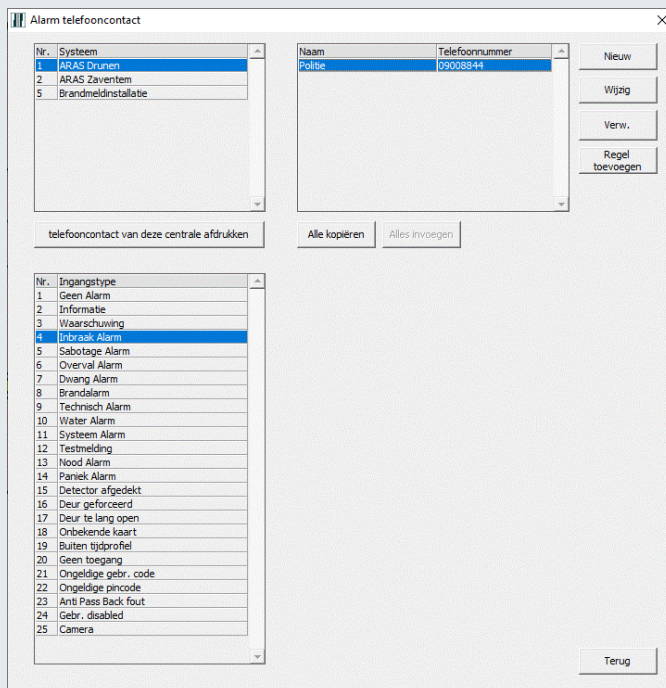 Alarm telefooncontact
Nr. Systeem
1 ARAS Drunen
2 ARAS Zaventem
5 Brandmeldinstallatie
Naam Telefoonnummer
Politie 09008844
Nieuw
Wijzig
Verw.
Regel
toevoegen
telefooncontact van deze centrale afdrukken
Alle kopiëren
Alles invoegen
Nr. Ingangstype
1 Geen Alarm
2 Informatie
3 Waarschuwing
4 Inbraak Alarm
5 Sabotage Alarm
6 Overval Alarm
7 Dwang Alarm
8 Brandalarm
9 Technisch Alarm
10 Water Alarm
11 Systeem Alarm
12 Testmelding
13 Nood Alarm
14 Paniek Alarm
15 Detector afgedekt
16 Deur geforceerd
17 Deur te lang open
18 Onbekende kaart
19 Buiten tijdprofiel
20 Geen toegang
21 Ongeldige gebr. code
22 Ongeldige pincode
23 Anti Pass Back fout
24 Gebr. disabled
25 Camera
Terug